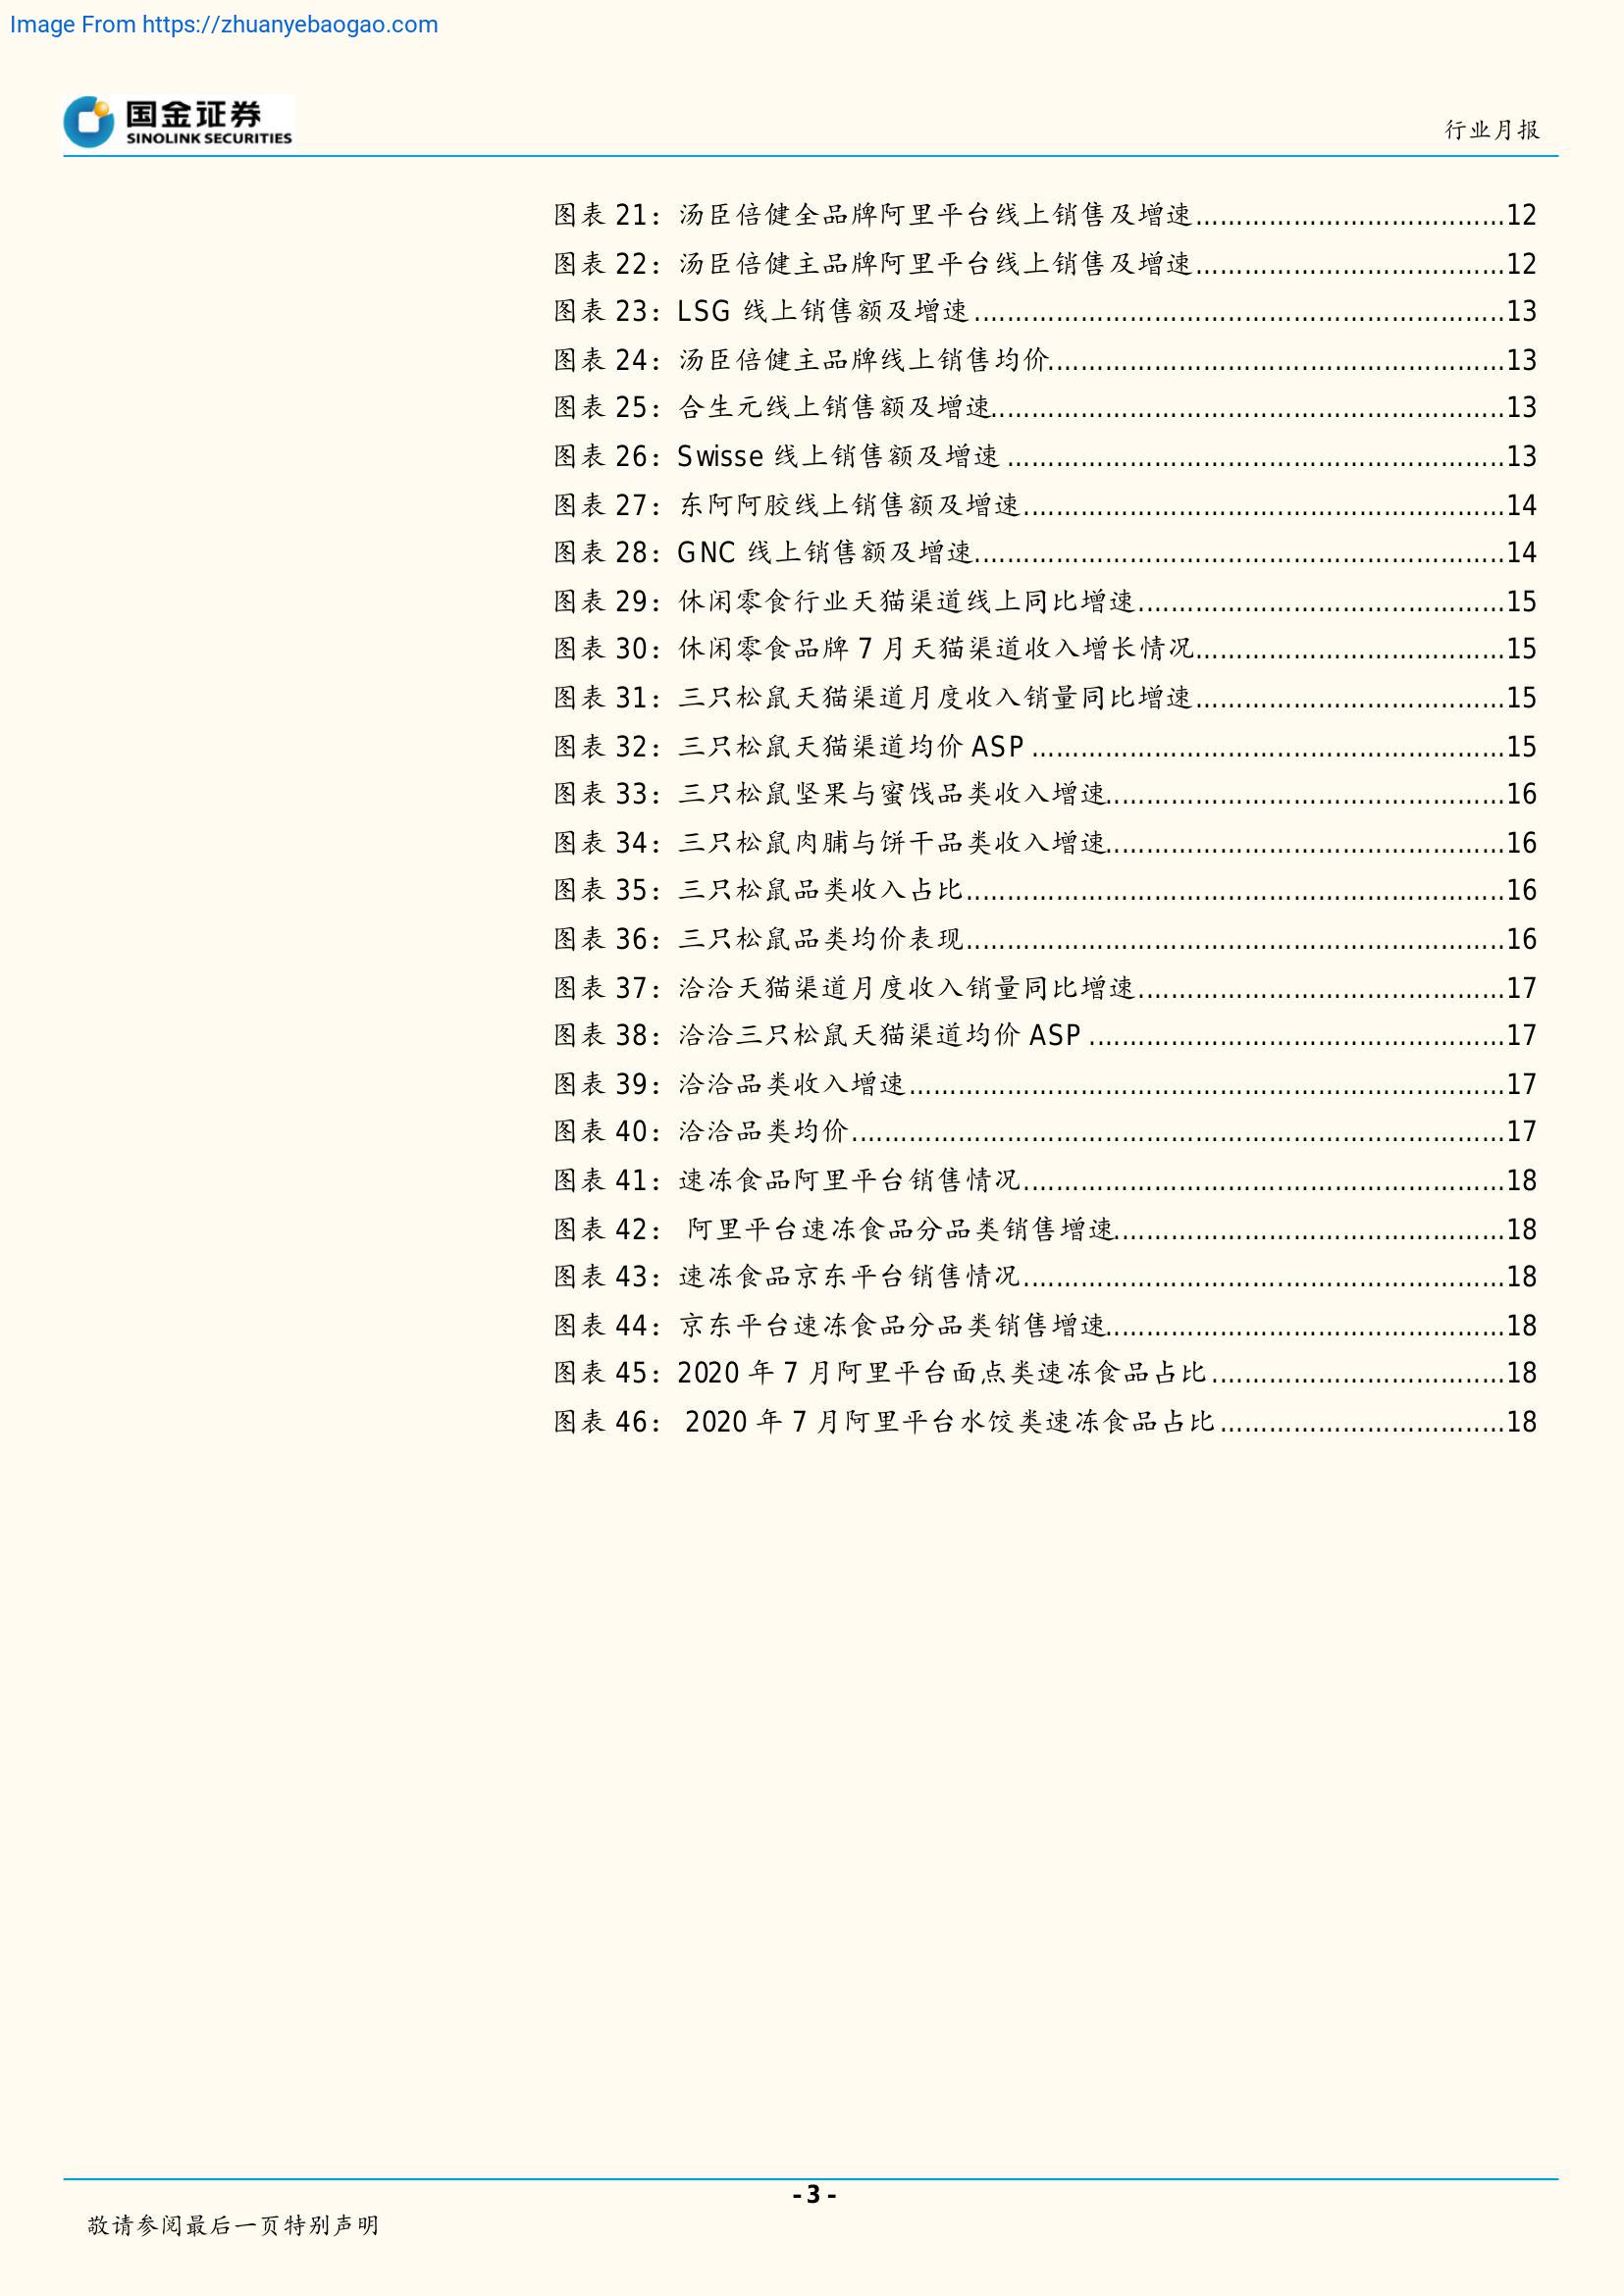 Image From https://zhuanyebaogao.com
国金证券
SINOLINK SECURITIES
行业月报
图表 21：汤臣倍健全品牌阿里平台线上销售及增速......................................12
图表 22：汤臣倍健主品牌阿里平台线上销售及增速......................................12
图表 23：LSG 线上销售额及增速.................................................................13
图表 24：汤臣倍健主品牌线上销售均价........................................................13
图表 25：合生元线上销售额及增速...............................................................13
图表 26：Swisse 线上销售额及增速 .............................................................13
图表 27：东阿阿胶线上销售额及增速...........................................................14
图表 28：GNC 线上销售额及增速.................................................................14
图表 29：休闲零食行业天猫渠道线上同比增速.............................................15
图表 30：休闲零食品牌 7 月天猫渠道收入增长情况......................................15
图表 31：三只松鼠天猫渠道月度收入销量同比增速......................................15
图表 32：三只松鼠天猫渠道均价 ASP ..........................................................15
图表 33：三只松鼠坚果与蜜饯品类收入增速.................................................16
图表 34：三只松鼠肉脯与饼干品类收入增速.................................................16
图表 35：三只松鼠品类收入占比..................................................................16
图表 36：三只松鼠品类均价表现..................................................................16
图表 37：洽洽天猫渠道月度收入销量同比增速.............................................17
图表 38：洽洽三只松鼠天猫渠道均价 ASP ...................................................17
图表 39：洽洽品类收入增速.........................................................................17
图表 40：洽洽品类均价................................................................................17
图表 41：速冻食品阿里平台销售情况...........................................................18
图表 42： 阿里平台速冻食品分品类销售增速................................................18
图表 43：速冻食品京东平台销售情况...........................................................18
图表 44：京东平台速冻食品分品类销售增速.................................................18
图表 45：2020 年 7 月阿里平台面点类速冻食品占比....................................18
图表 46： 2020 年 7 月阿里平台水饺类速冻食品占比...................................18
- 3 -
敬请参阅最后一页特别声明